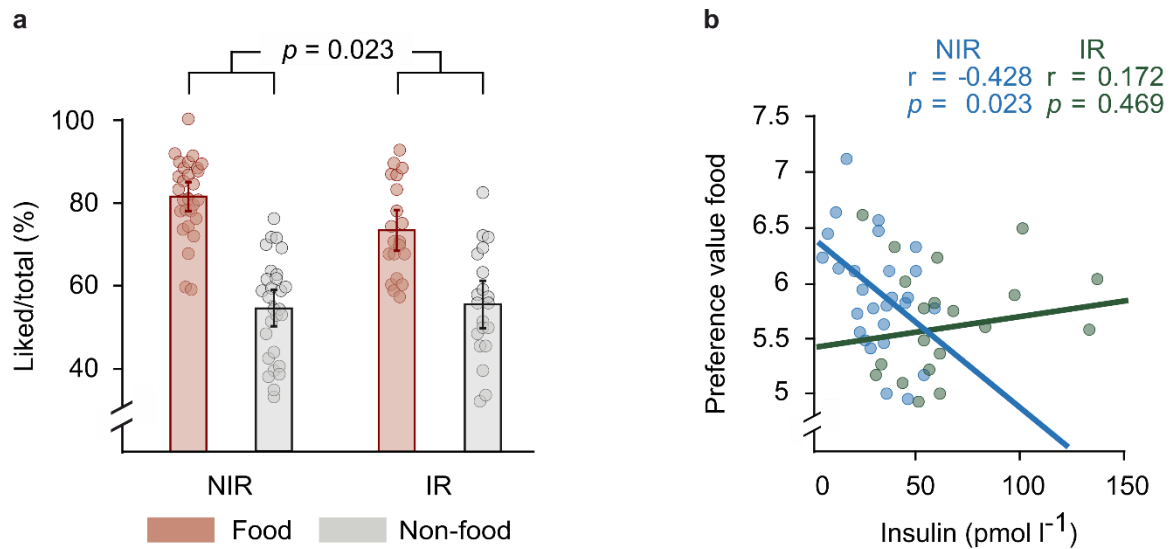 a
p = 0.023
Liked/total (%)
100
80
60
40
NIR
IR
Food
Non-food
b
NIR IR
r = -0.428 r = 0.172
p = 0.023 p = 0.469
Preference value food
7.5
7
6.5
6
5.5
5
0 50 100 150
Insulin (pmol l⁻¹)